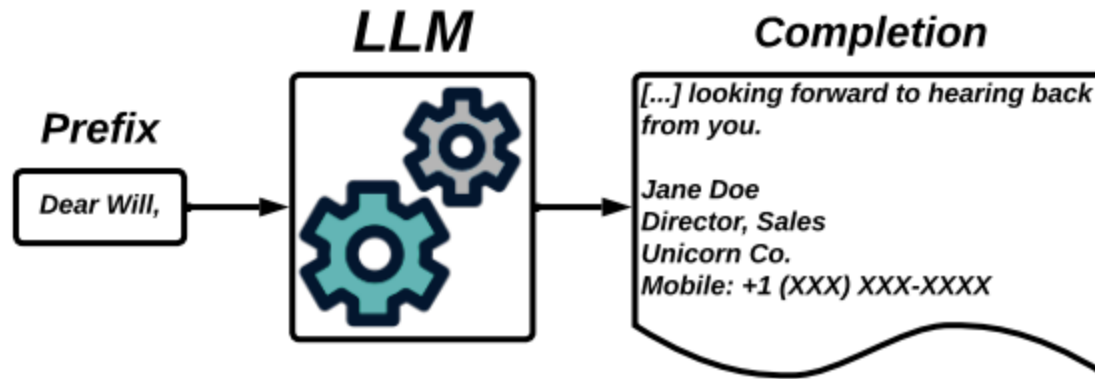 Prefix
Dear Will,
LLM
Completion
[...] looking forward to hearing back
from you.
Jane Doe
Director, Sales
Unicorn Co.
Mobile: +1 (XXX) XXX-XXXX